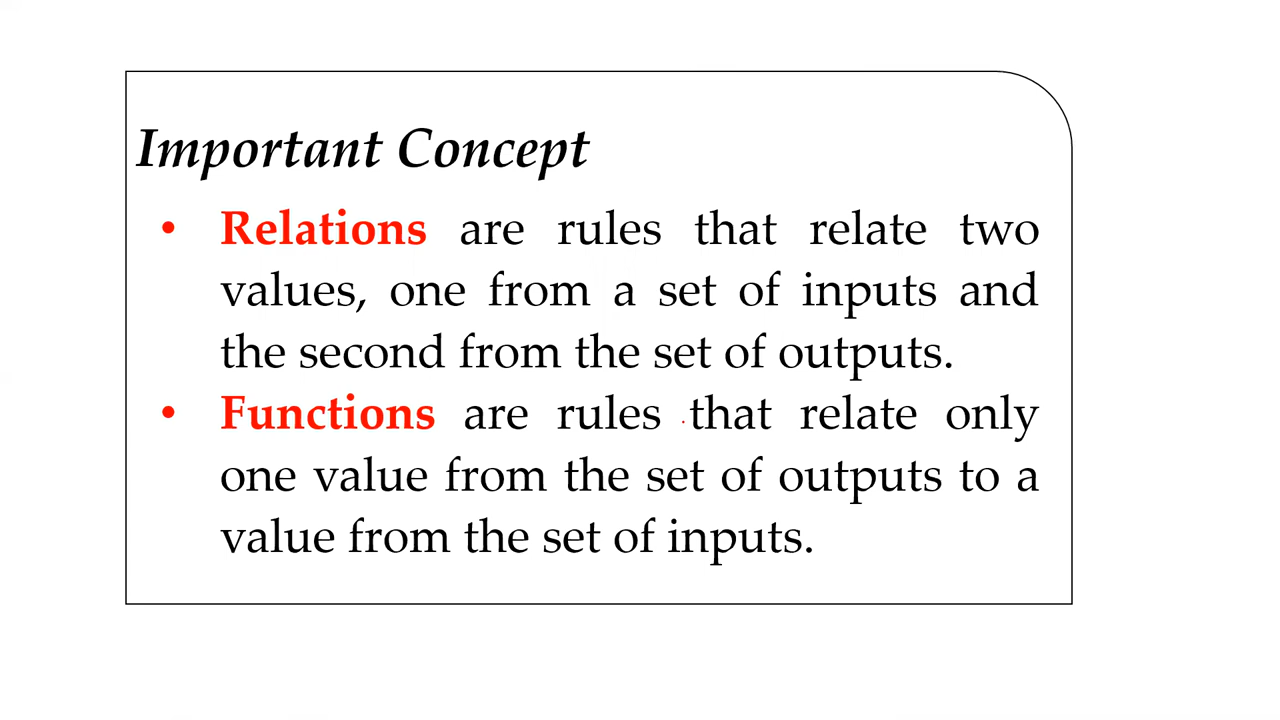 Important Concept
• Relations are rules that relate two
values, one from a set of inputs and
the second from the set of outputs.
• Functions are rules that relate only
one value from the set of outputs to a
value from the set of inputs.